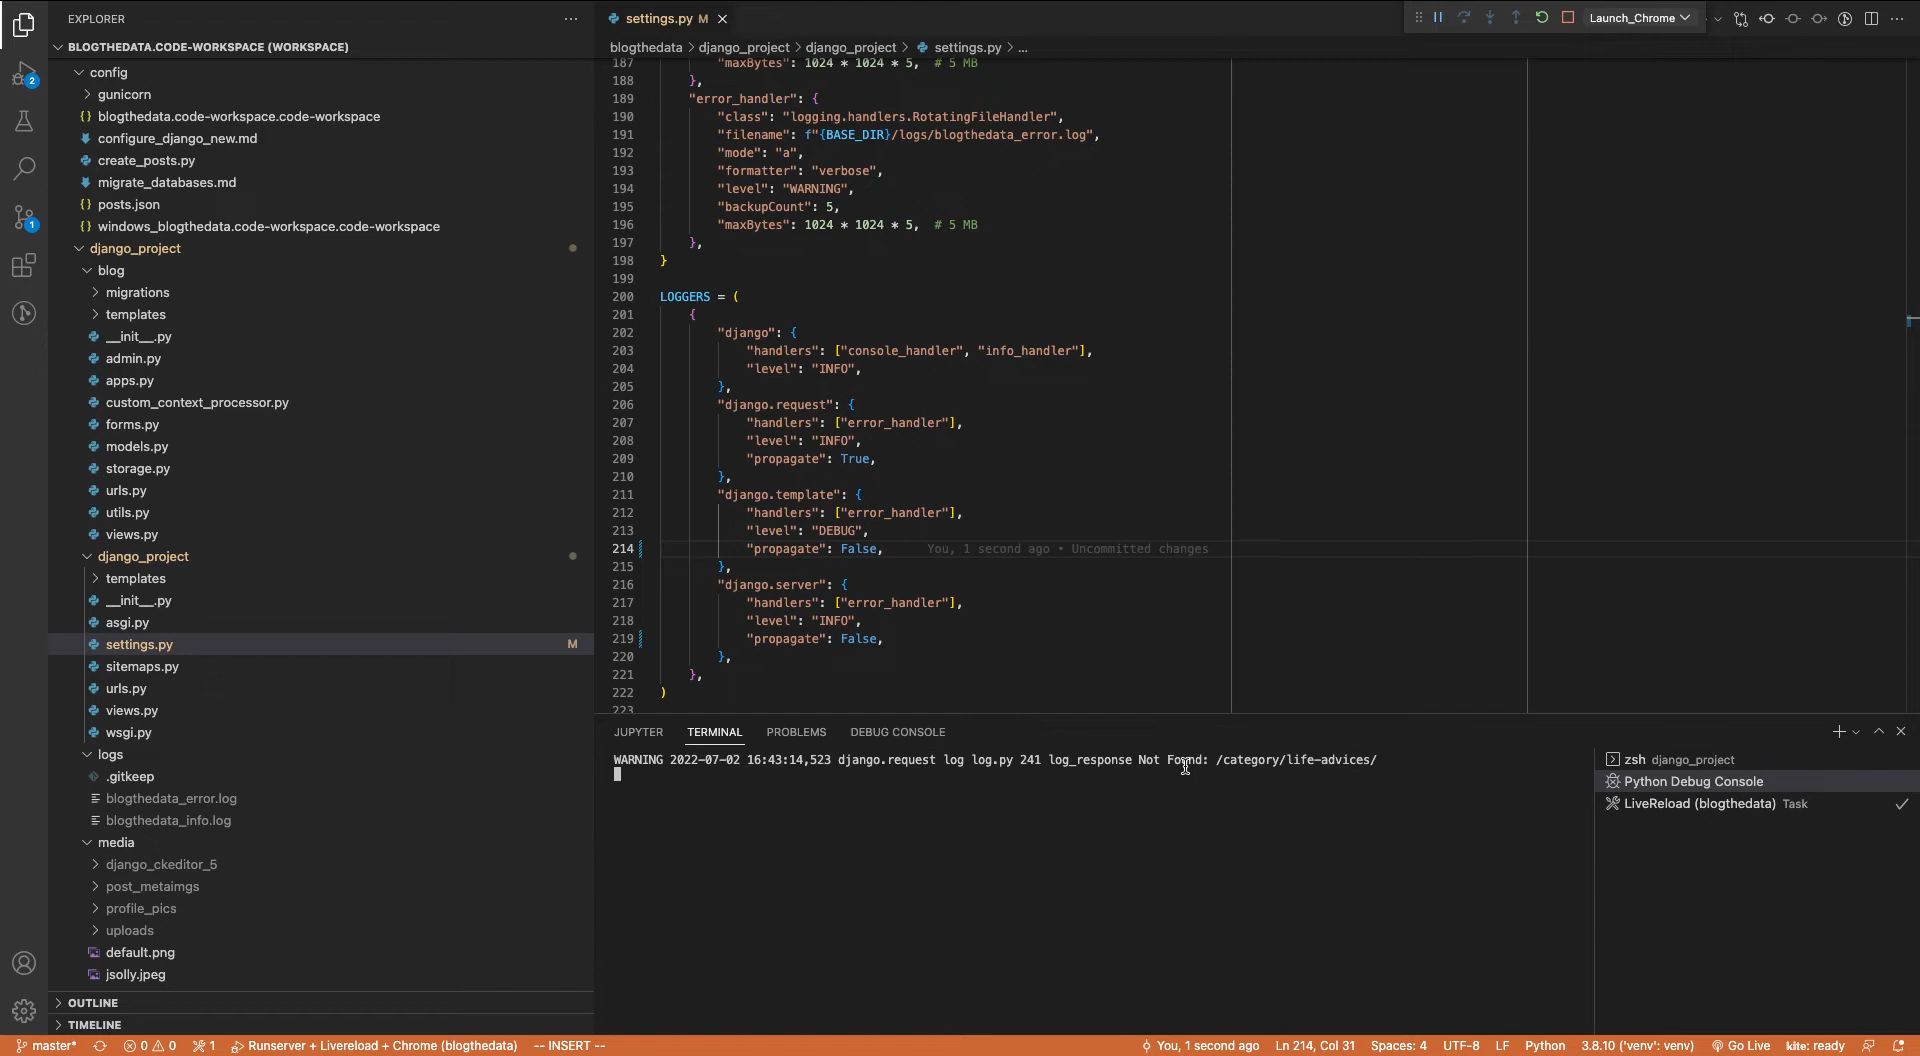 EXPLORER
BLOGTHEDATA.CODE-WORKSPACE (WORKSPACE)
config
gunicorn
{} blogthedata.code-workspace.code-workspace
configure_django_new.md
create_posts.py
migrate_databases.md
{} posts.json
{} windows_blogthedata.code-workspace.code-workspace
django_project
blog
migrations
templates
__init__.py
admin.py
apps.py
custom_context_processor.py
forms.py
models.py
storage.py
urls.py
utils.py
views.py
django_project
templates
__init__.py
asgi.py
settings.py M
sitemaps.py
urls.py
views.py
wsgi.py
logs
.gitkeep
blogthedata_error.log
blogthedata_info.log
media
django_ckeditor_5
post_metaimgs
profile_pics
uploads
default.png
jsolly.jpeg
OUTLINE
TIMELINE
2
1
settings.py M
Launch_Chrome
blogthedata > django_project > django_project > settings.py > ...
187 "maxBytes": 1024 * 1024 * 5, # 5 MB
188 },
189 "error_handler": {
190 "class": "logging.handlers.RotatingFileHandler",
191 "filename": f"{BASE_DIR}/logs/blogthedata_error.log",
192 "mode": "a",
193 "formatter": "verbose",
194 "level": "WARNING",
195 "backupCount": 5,
196 "maxBytes": 1024 * 1024 * 5, # 5 MB
197 },
198 }
199
200 LOGGERS = (
201 {
202 "django": {
203 "handlers": ["console_handler", "info_handler"],
204 "level": "INFO",
205 },
206 "django.request": {
207 "handlers": ["error_handler"],
208 "level": "INFO",
209 "propagate": True,
210 },
211 "django.template": {
212 "handlers": ["error_handler"],
213 "level": "DEBUG",
214 "propagate": False, You, 1 second ago • Uncommitted changes
215 },
216 "django.server": {
217 "handlers": ["error_handler"],
218 "level": "INFO",
219 "propagate": False,
220 },
221 },
222 )
223
JUPYTER TERMINAL PROBLEMS DEBUG CONSOLE
WARNING 2022-07-02 16:43:14,523 django.request log log.py 241 log_response Not Found: /category/life-advices/
zsh django_project
Python Debug Console
LiveReload (blogthedata) Task
master* 0 0 1 Runserver + Livereload + Chrome (blogthedata) -- INSERT -- You, 1 second ago Ln 214, Col 31 Spaces: 4 UTF-8 LF Python 3.8.10 ('venv': venv) Go Live kite: ready